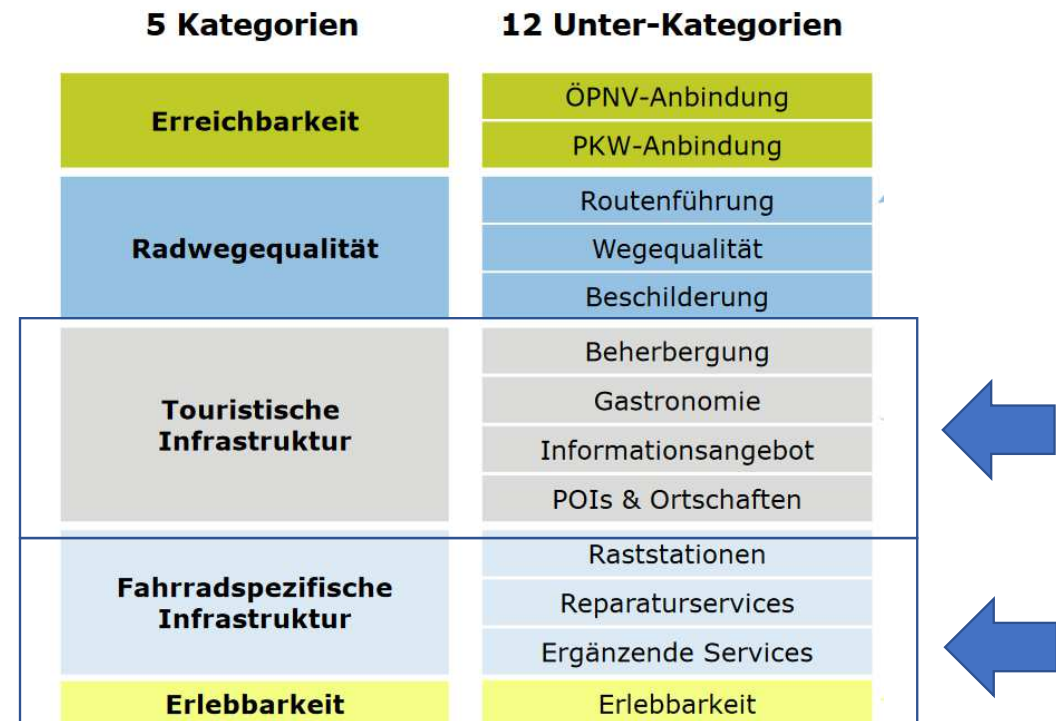 5 Kategorien
12 Unter-Kategorien
Erreichbarkeit
ÖPNV-Anbindung
PKW-Anbindung
Radwegequalität
Routenführung
Wegequalität
Beschilderung
Touristische
Infrastruktur
Beherbergung
Gastronomie
Informationsangebot
POIs & Ortschaften
Fahrradspezifische
Infrastruktur
Raststationen
Reparaturservices
Ergänzende Services
Erlebbarkeit
Erlebbarkeit